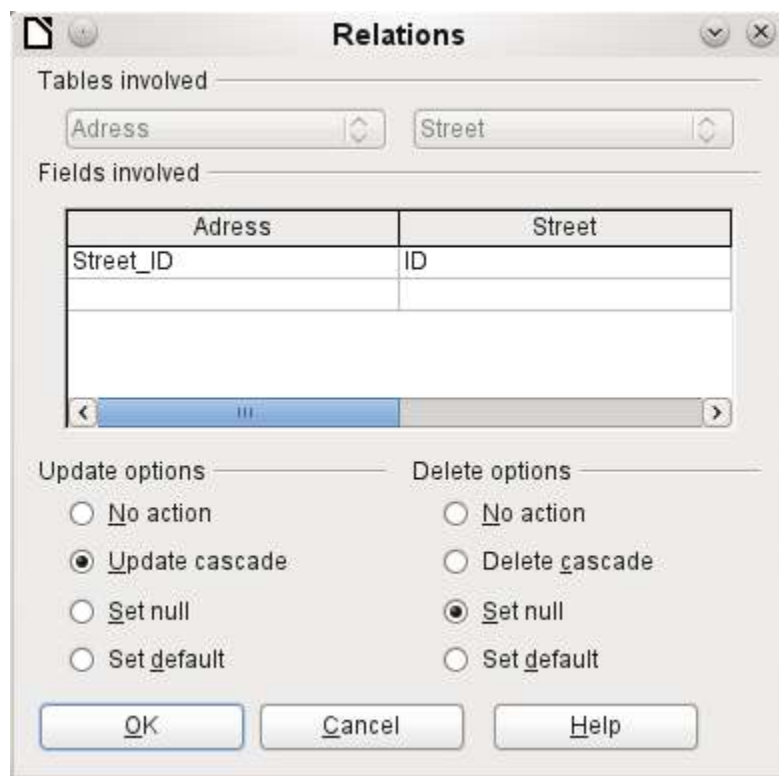 Relations
Tables involved
Adress Street
Fields involved
Adress Street
Street_ID ID
Update options Delete options
No action No action
Update cascade Delete cascade
Set null Set null
Set default Set default
OK Cancel Help